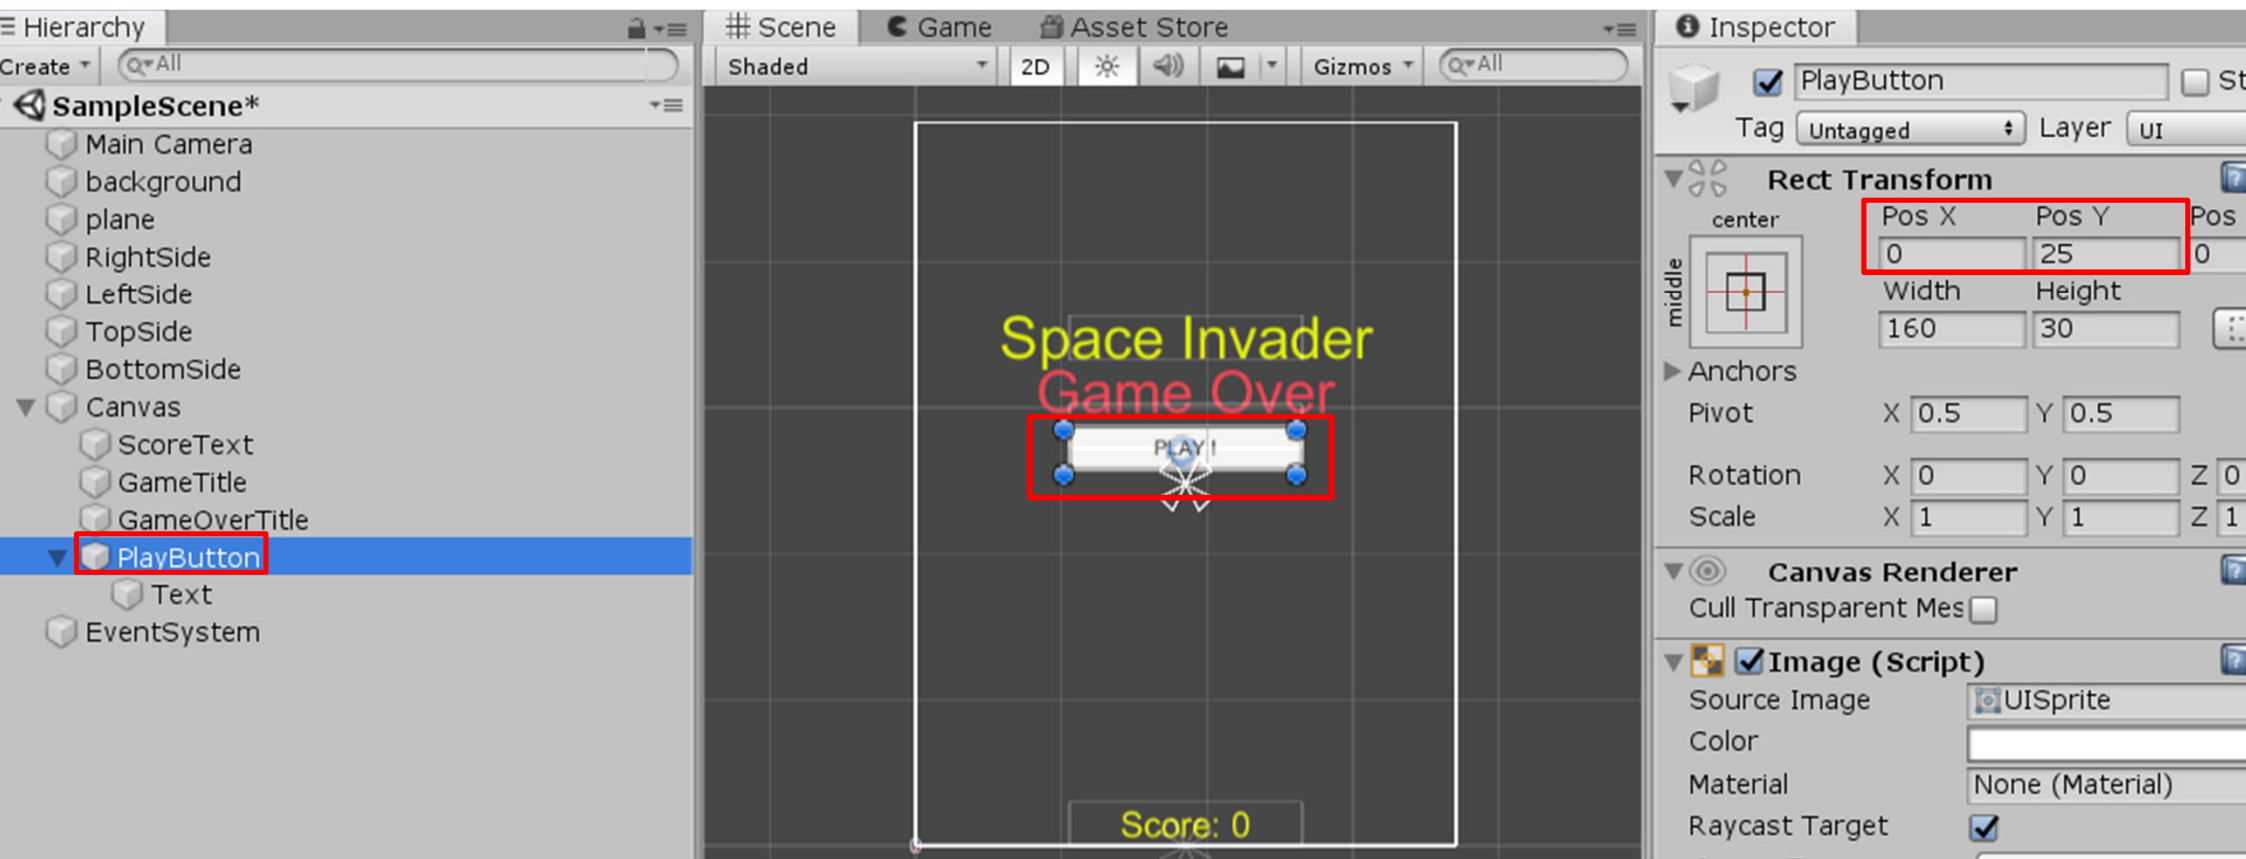 Hierarchy
Create
All
SampleScene*
Main Camera
background
plane
RightSide
LeftSide
TopSide
BottomSide
Canvas
ScoreText
GameTitle
GameOverTitle
PlayButton
Text
EventSystem
Scene
Game
Asset Store
Shaded
2D
Gizmos
All
Space Invader
Game Over
PLAY !
Score: 0
Inspector
PlayButton
St
Tag Untagged Layer UI
Rect Transform
center
middle
Pos X Pos Y Pos
0 25 0
Width Height
160 30
Anchors
Pivot X 0.5 Y 0.5
Rotation X 0 Y 0 Z 0
Scale X 1 Y 1 Z 1
Canvas Renderer
Cull Transparent Mes
Image (Script)
Source Image UISprite
Color
Material None (Material)
Raycast Target